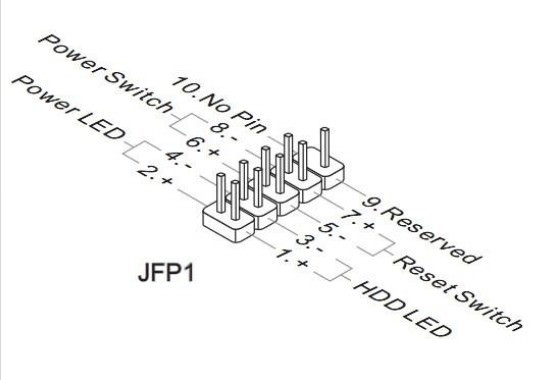 10.No Pin
Power Switch
8.-
6.+
Power LED
4.-
2.+
9.Reserved
7.+
5.-
Reset Switch
3.-
1.+
HDD LED
JFP1